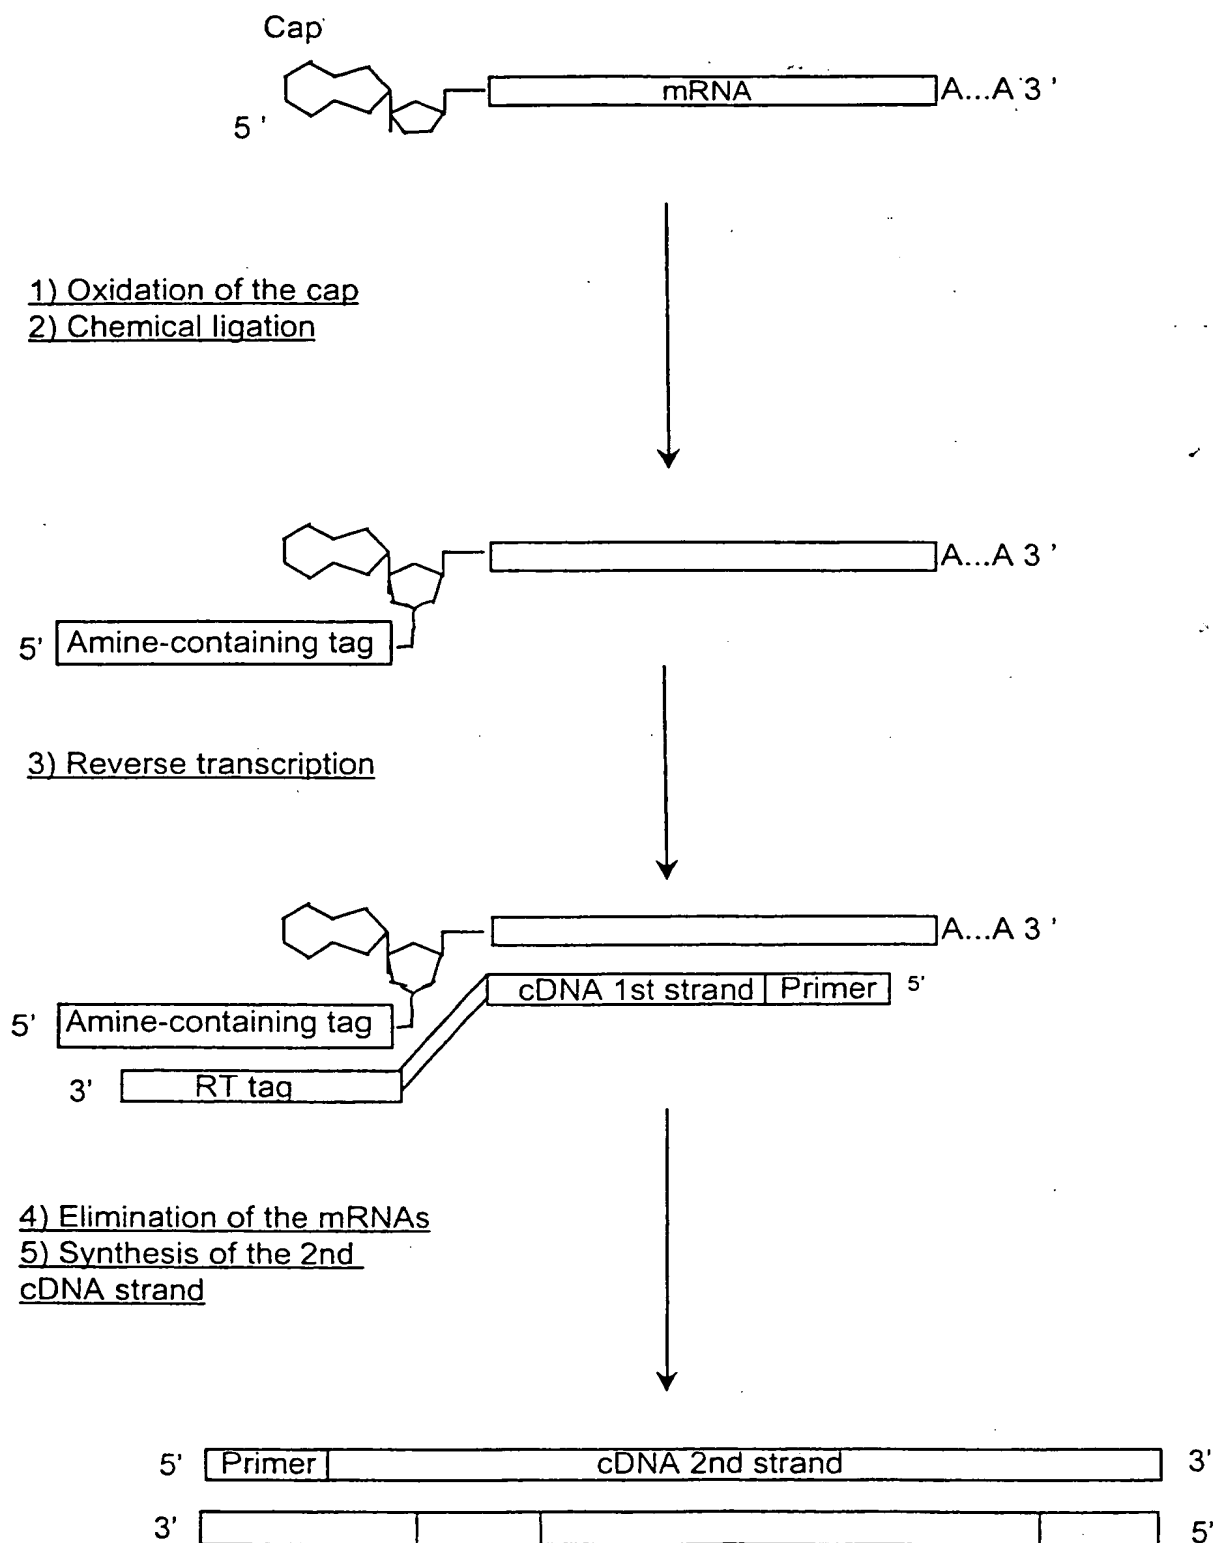 Cap
5' mRNA A...A 3'
1) Oxidation of the cap
2) Chemical ligation
A...A 3'
5' Amine-containing tag
3) Reverse transcription
A...A 3'
cDNA 1st strand Primer 5'
5' Amine-containing tag
3' RT tag
4) Elimination of the mRNAs
5) Synthesis of the 2nd
cDNA strand
5' Primer cDNA 2nd strand 3'
3' 5'